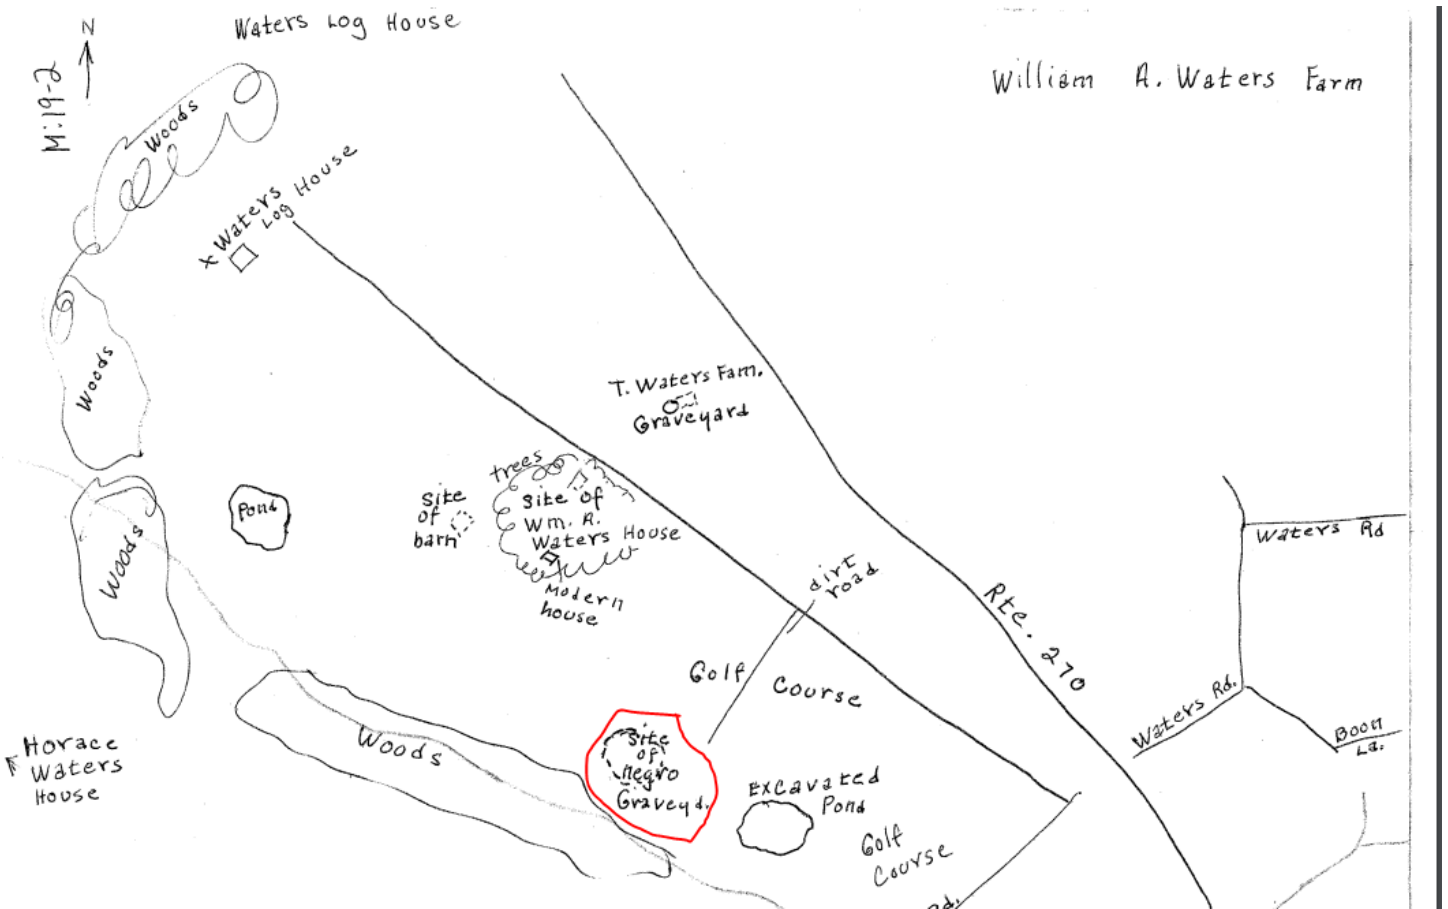 N
Waters Log House
M:19-2
William A. Waters Farm
Woods
X Waters
Log House
Woods
T. Waters Fam.
Graveyard
trees
Site
of
barn
Site of
Wm. A.
Waters House
Pond
Woods
Modern
house
dirt
road
Rte. 270
Waters Rd
Waters Rd.
Boon
La.
Golf Course
Horace
Waters
House
Woods
Site
of
negro
Graveyd.
Excavated
Pond
Golf
Course
Rd.